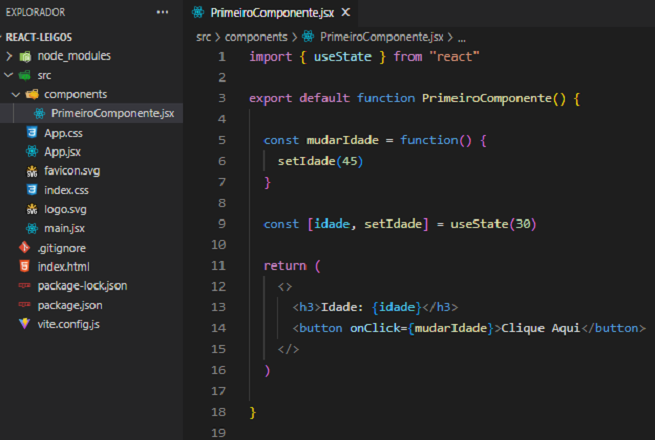 EXPLORADOR ...
REACT-LEIGOS
node_modules
src
components
PrimeiroComponente.jsx
App.css
App.jsx
favicon.svg
index.css
logo.svg
main.jsx
.gitignore
index.html
package-lock.json
package.json
vite.config.js
PrimeiroComponente.jsx X
src > components > PrimeiroComponente.jsx > ...
1 import { useState } from "react"
2
3 export default function PrimeiroComponente() {
4
5 const mudarIdade = function() {
6 setIdade(45)
7 }
8
9 const [idade, setIdade] = useState(30)
10
11 return (
12 <>
13 <h3>Idade: {idade}</h3>
14 <button onClick={mudarIdade}>Clique Aqui</button>
15 </>
16 )
17
18 }
19